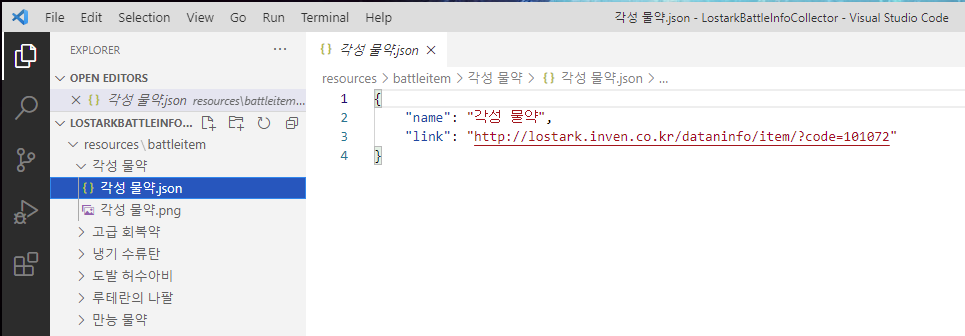 File Edit Selection View Go Run Terminal Help
각성 물약.json - LostarkBattleInfoCollector - Visual Studio Code
EXPLORER
OPEN EDITORS
각성 물약.json resources\battleitem...
LOSTARKBATTLEINFO...
resources\battleitem
각성 물약
각성 물약.json
각성 물약.png
고급 회복약
냉기 수류탄
도발 허수아비
루테란의 나팔
만능 물약
각성 물약.json
resources > battleitem > 각성 물약 > {} 각성 물약.json > ...
1 {
2 "name": "각성 물약",
3 "link": "http://lostark.inven.co.kr/dataninfo/item/?code=101072"
4 }